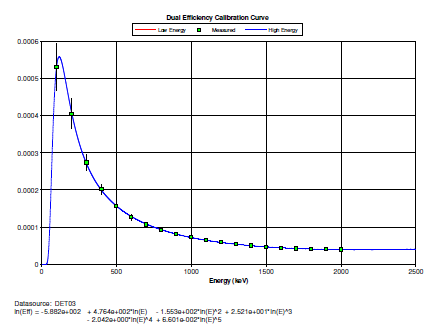 Dual Efficiency Calibration Curve
Low Energy Measured High Energy
0.0006
0.0005
0.0004
0.0003
0.0002
0.0001
0
0 500 1000 1500 2000 2500
Energy (keV)
Datasource: DET03
ln(Eff) = -5.882e+002 + 4.764e+002*ln(E) - 1.553e+002*ln(E)^2 + 2.521e+001*ln(E)^3
- 2.042e+000*ln(E)^4 + 6.601e-002*ln(E)^5